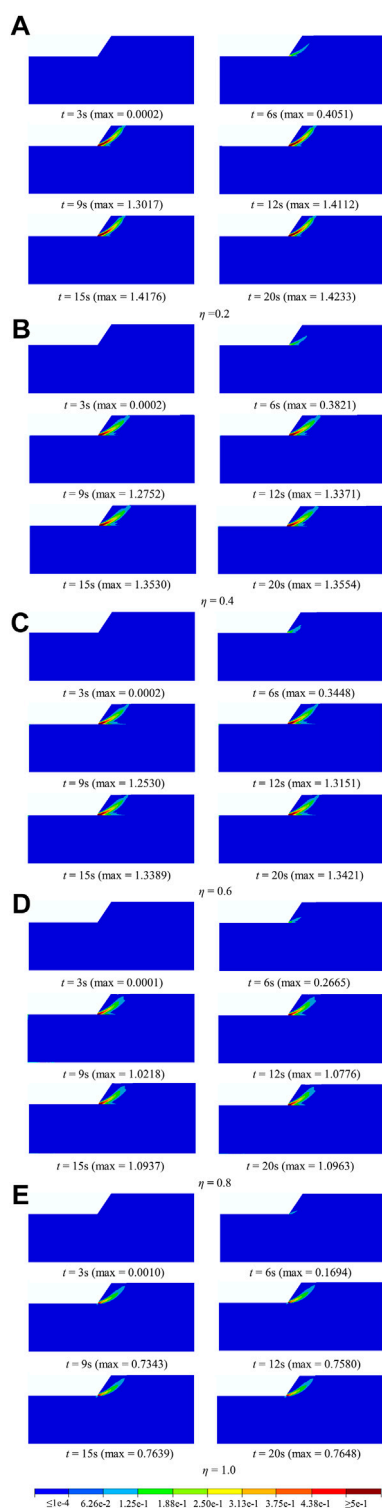 A
t = 3s (max = 0.0002) t = 6s (max = 0.4051)
t = 9s (max = 1.3017) t = 12s (max = 1.4112)
t = 15s (max = 1.4176) t = 20s (max = 1.4233)
η =0.2
B
t = 3s (max = 0.0002) t = 6s (max = 0.3821)
t = 9s (max = 1.2752) t = 12s (max = 1.3371)
t = 15s (max = 1.3530) t = 20s (max = 1.3554)
η = 0.4
C
t = 3s (max = 0.0002) t = 6s (max = 0.3448)
t = 9s (max = 1.2530) t = 12s (max = 1.3151)
t = 15s (max = 1.3389) t = 20s (max = 1.3421)
η = 0.6
D
t = 3s (max = 0.0001) t = 6s (max = 0.2665)
t = 9s (max = 1.0218) t = 12s (max = 1.0776)
t = 15s (max = 1.0937) t = 20s (max = 1.0963)
η = 0.8
E
t = 3s (max = 0.0010) t = 6s (max = 0.1694)
t = 9s (max = 0.7343) t = 12s (max = 0.7580)
t = 15s (max = 0.7639) t = 20s (max = 0.7648)
η = 1.0
≤1e-4 6.26e-2 1.25e-1 1.88e-1 2.50e-1 3.13e-1 3.75e-1 4.38e-1 ≥5e-1